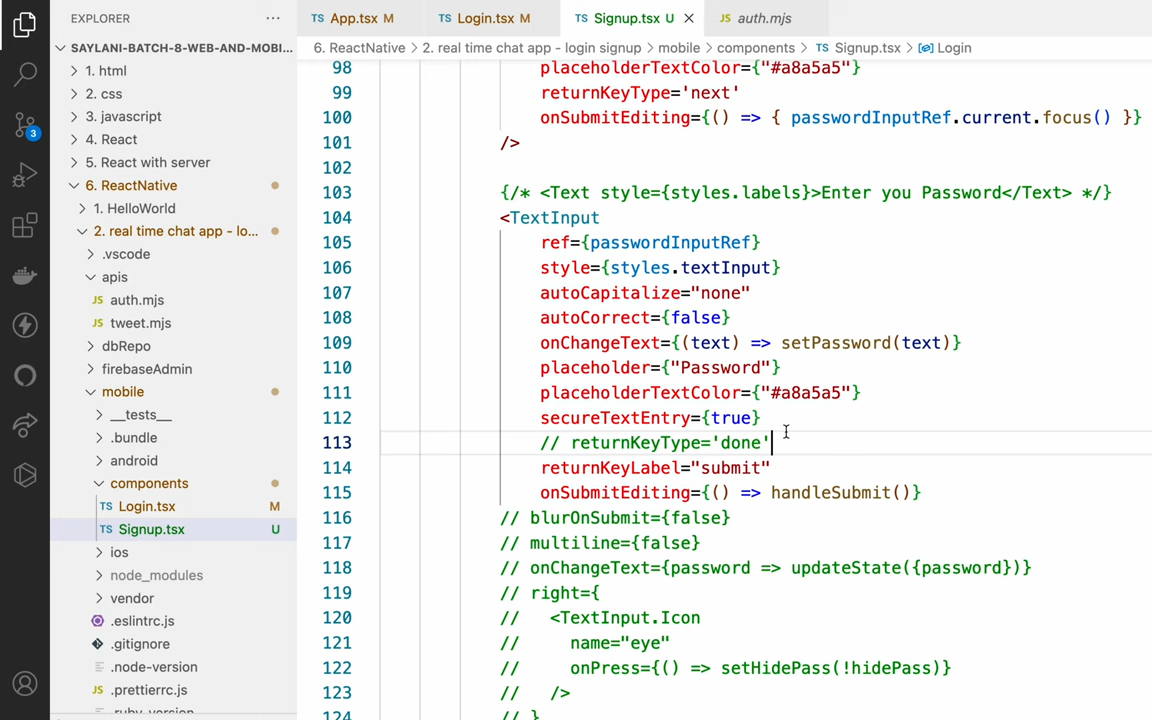 EXPLORER
App.tsx M
Login.tsx M
Signup.tsx U
auth.mjs
SAYLANI-BATCH-8-WEB-AND-MOBI...
6. ReactNative > 2. real time chat app - login signup > mobile > components > Signup.tsx > Login
1. html
2. css
3. javascript
4. React
5. React with server
6. ReactNative
1. HelloWorld
2. real time chat app - lo...
.vscode
apis
JS auth.mjs
JS tweet.mjs
dbRepo
firebaseAdmin
mobile
__tests__
.bundle
android
components
TS Login.tsx M
TS Signup.tsx U
ios
node_modules
vendor
.eslintrc.js
.gitignore
.node-version
JS .prettierrc.js
.ruby-version
3
98 placeholderTextColor={"#a8a5a5"}
99 returnKeyType='next'
100 onSubmitEditing={() => { passwordInputRef.current.focus() }}
101 />
102
103 {/* <Text style={styles.labels}>Enter you Password</Text> */}
104 <TextInput
105 ref={passwordInputRef}
106 style={styles.textInput}
107 autoCapitalize="none"
108 autoCorrect={false}
109 onChangeText={(text) => setPassword(text)}
110 placeholder={"Password"}
111 placeholderTextColor={"#a8a5a5"}
112 secureTextEntry={true}
113 // returnKeyType='done'
114 returnKeyLabel="submit"
115 onSubmitEditing={() => handleSubmit()}
116 // blurOnSubmit={false}
117 // multiline={false}
118 // onChangeText={password => updateState({password})}
119 // right={
120 // <TextInput.Icon
121 // name="eye"
122 // onPress={() => setHidePass(!hidePass)}
123 // />
124 // }